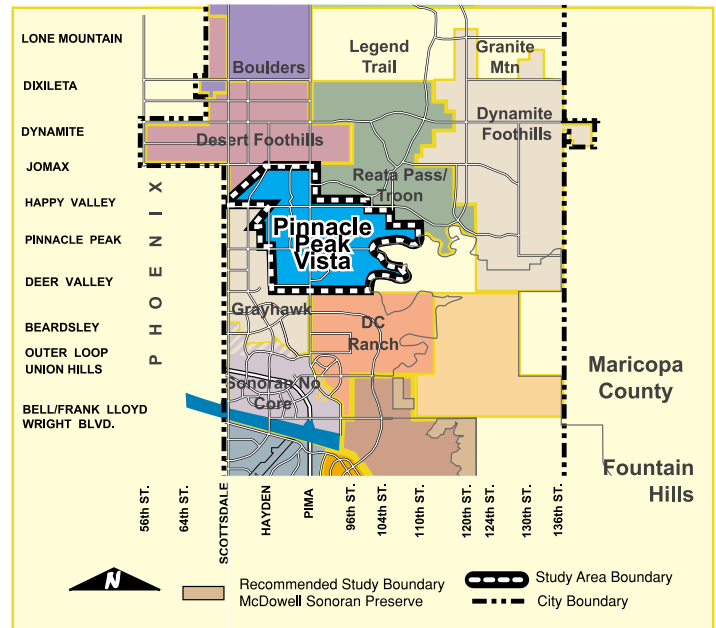 LONE MOUNTAIN
DIXILETA
DYNAMITE
JOMAX
HAPPY VALLEY
PINNACLE PEAK
DEER VALLEY
BEARDSLEY
OUTER LOOP
UNION HILLS
BELL/FRANK LLOYD
WRIGHT BLVD.
PHOENIX
Boulders
Legend
Trail
Granite
Mtn
Desert Foothills
Dynamite
Foothills
Reata Pass/
Troon
Pinnacle
Peak
Vista
Grayhawk
DC
Ranch
Sonoran No
Core
Maricopa
County
Fountain
Hills
56th ST.
64th ST.
SCOTTSDALE
HAYDEN
PIMA
96th ST.
104th ST.
110th ST.
120th ST.
124th ST.
130th ST.
136th ST.
N
Recommended Study Boundary
McDowell Sonoran Preserve
Study Area Boundary
City Boundary